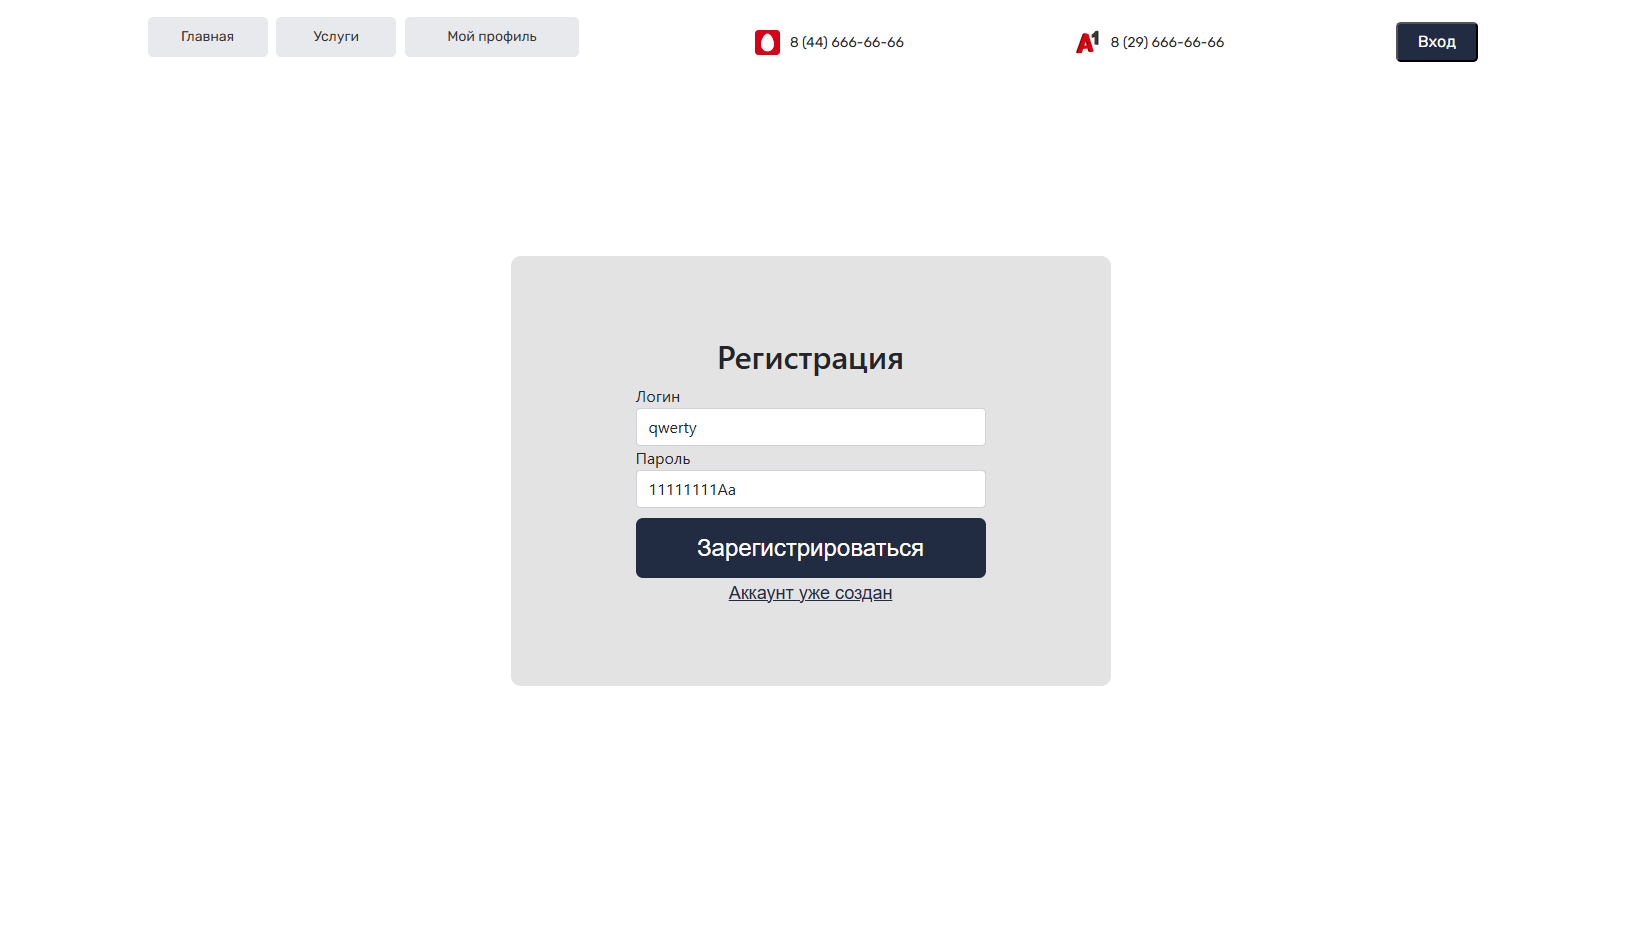 Главная Услуги Мой профиль 8 (44) 666-66-66 A1 8 (29) 666-66-66 Вход
Регистрация
Логин
qwerty
Пароль
11111111Aa
Зарегистрироваться
Аккаунт уже создан